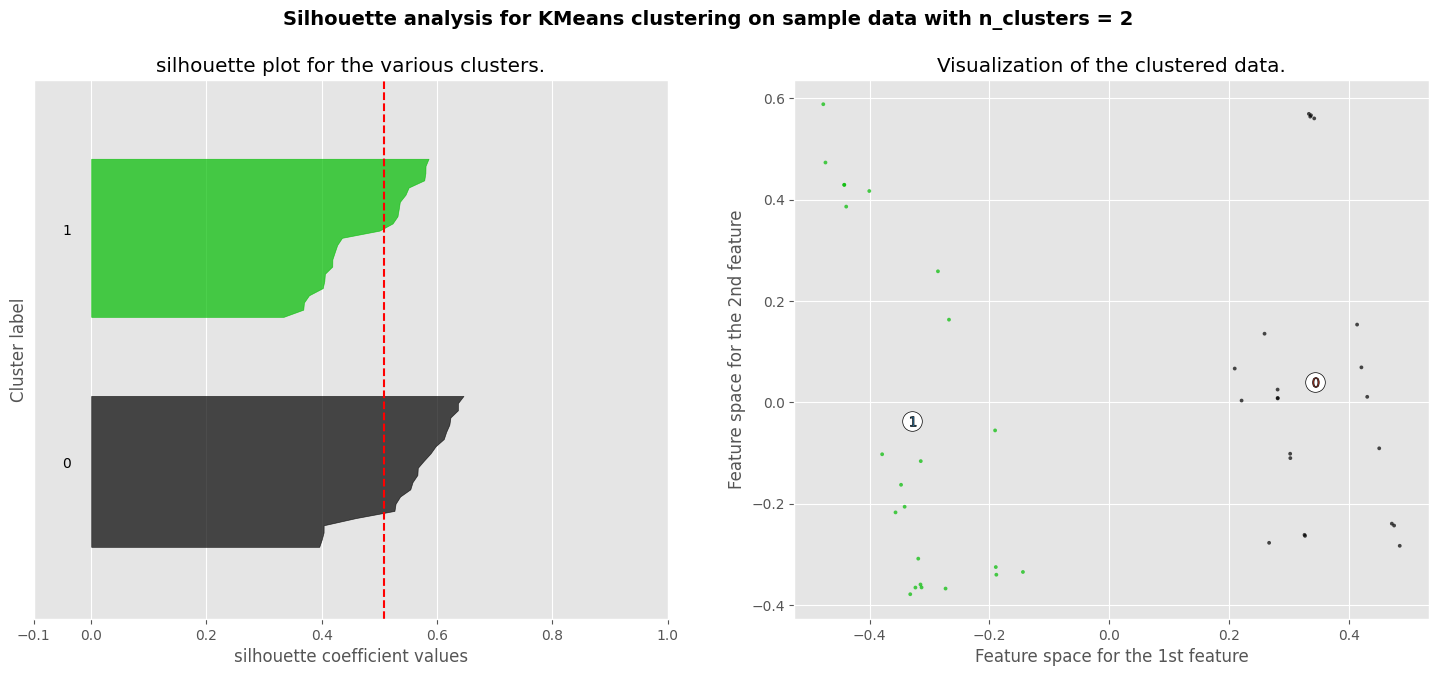 Silhouette analysis for KMeans clustering on sample data with n_clusters = 2
silhouette plot for the various clusters.
Cluster label
1
0
−0.1 0.0 0.2 0.4 0.6 0.8 1.0
silhouette coefficient values
Visualization of the clustered data.
Feature space for the 2nd feature
0.6
0.4
0.2
0.0
−0.2
−0.4
0
1
−0.4 −0.2 0.0 0.2 0.4
Feature space for the 1st feature